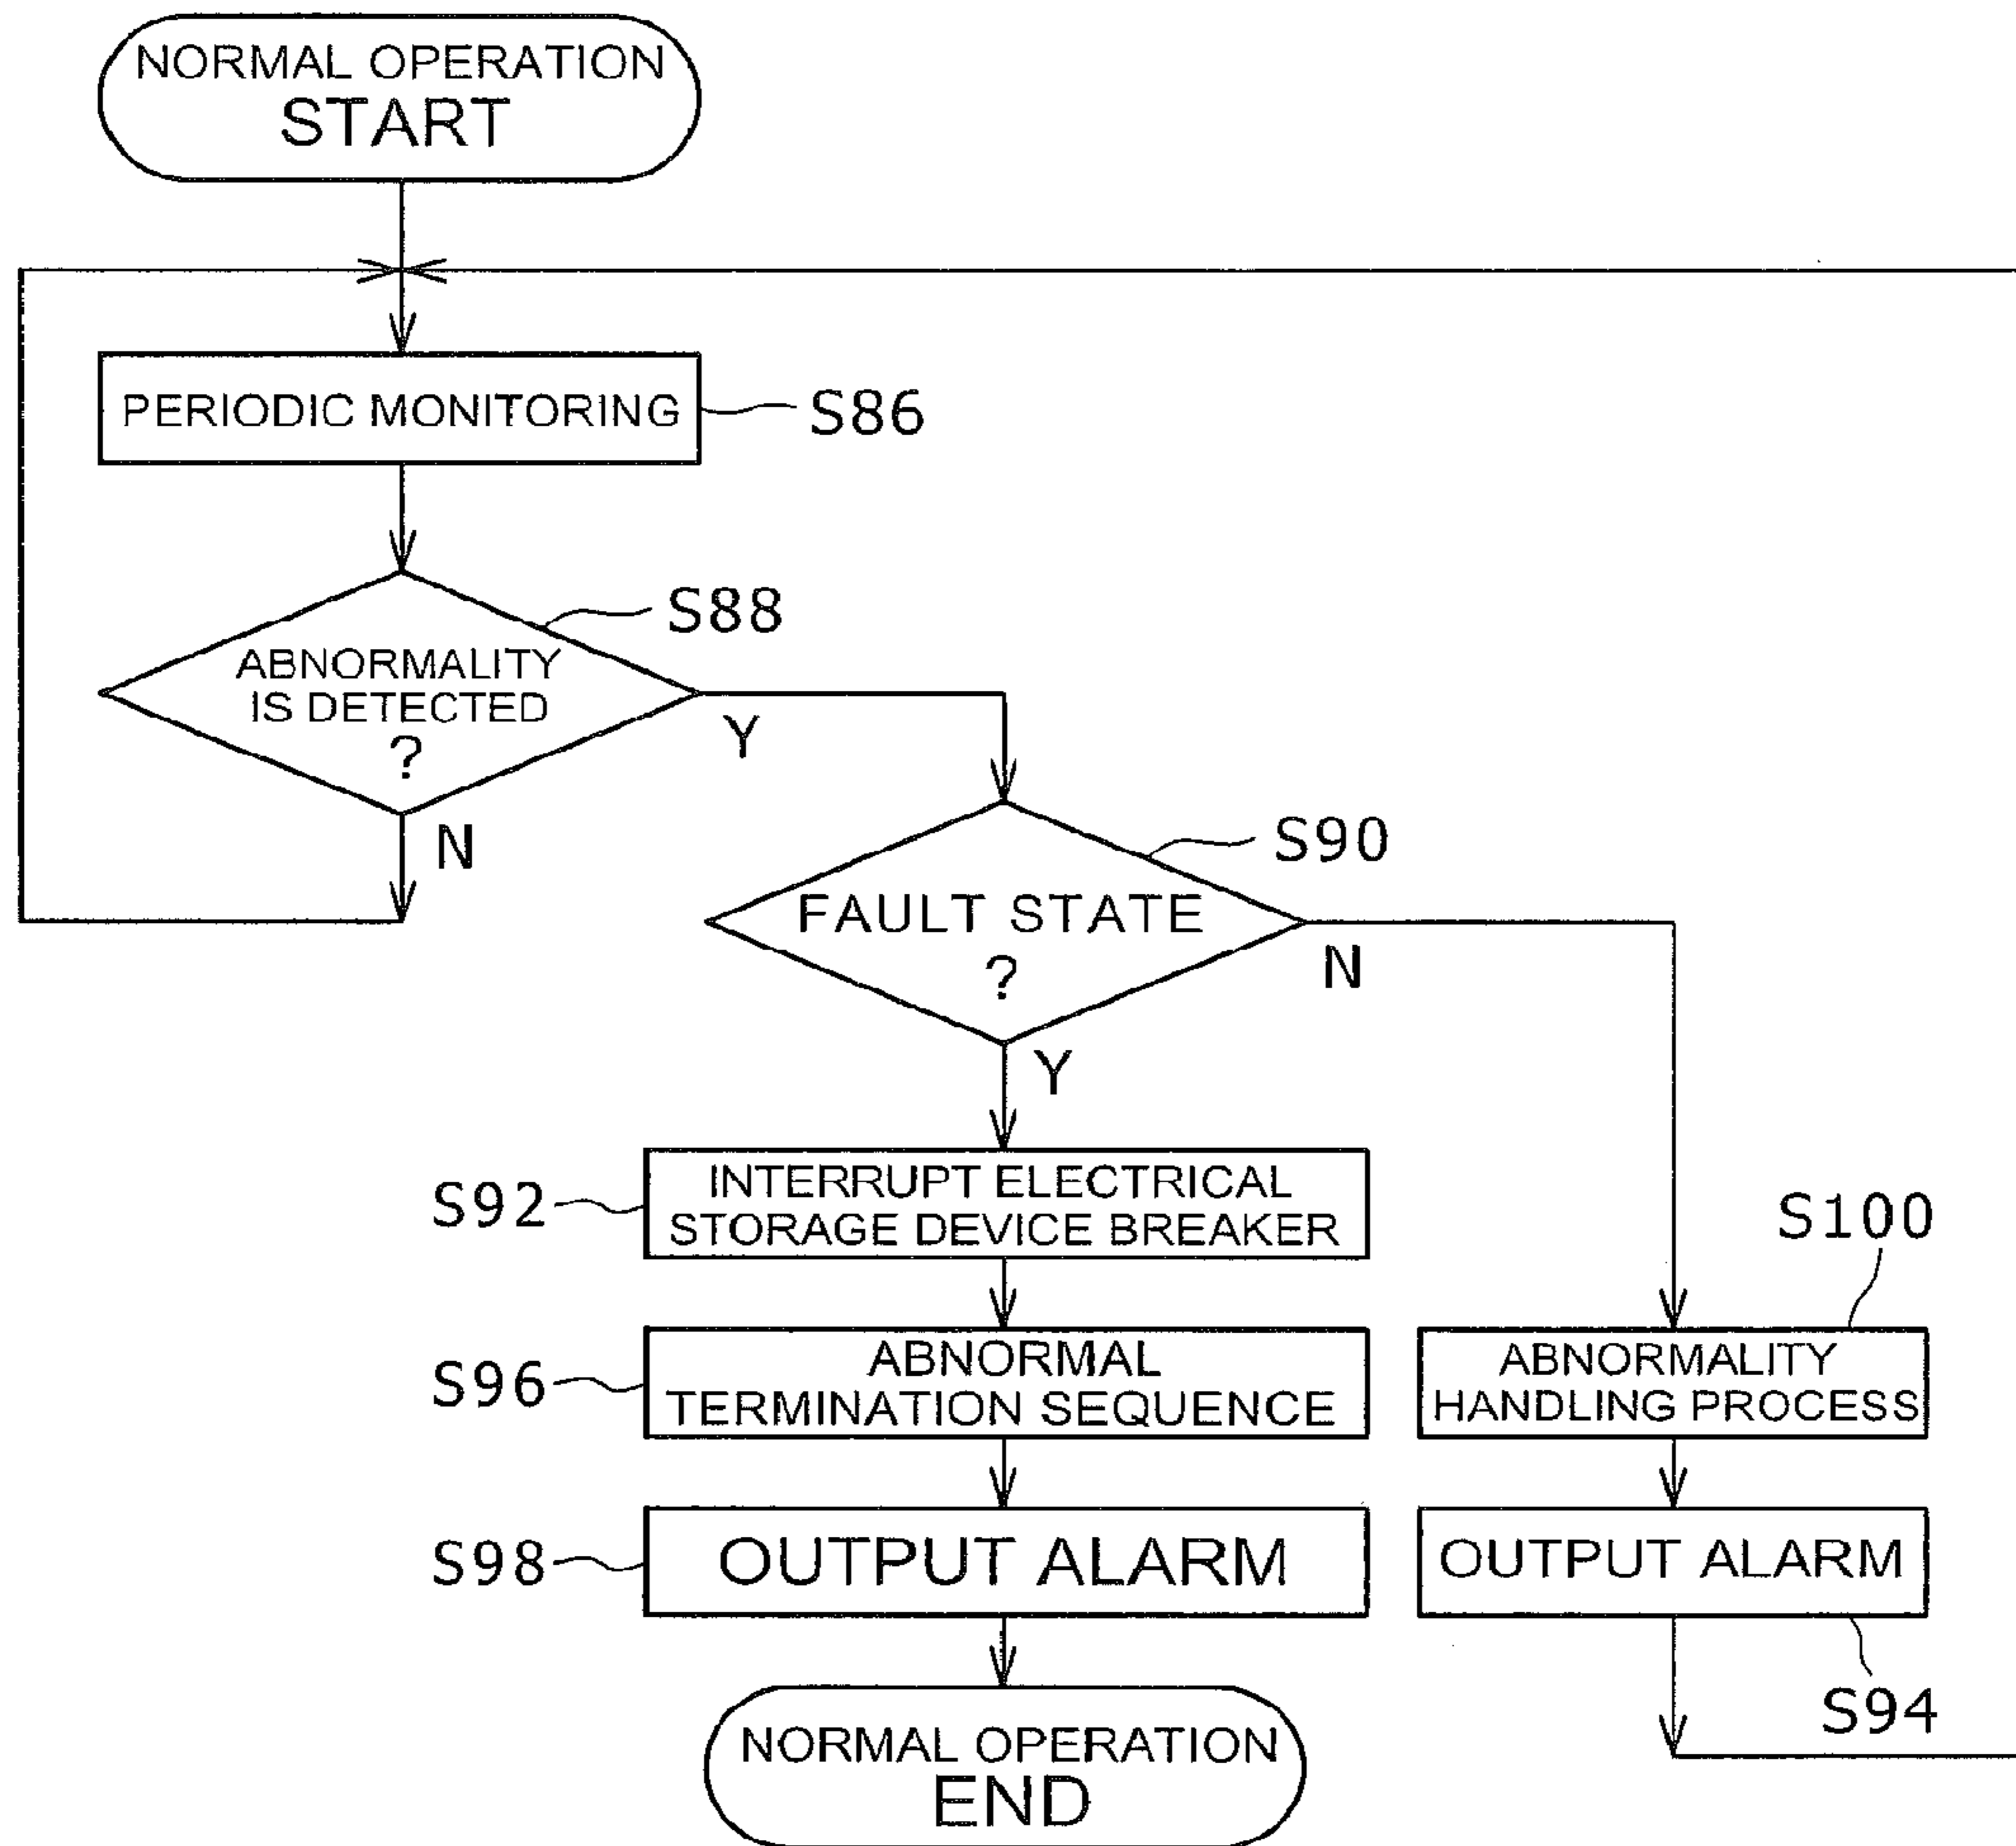 NORMAL OPERATION
START
PERIODIC MONITORING
S86
S88
ABNORMALITY
IS DETECTED
?
Y
N
S90
FAULT STATE
?
N
Y
S92
INTERRUPT ELECTRICAL
STORAGE DEVICE BREAKER
S100
S96
ABNORMAL
TERMINATION SEQUENCE
ABNORMALITY
HANDLING PROCESS
S98
OUTPUT ALARM
OUTPUT ALARM
S94
NORMAL OPERATION
END